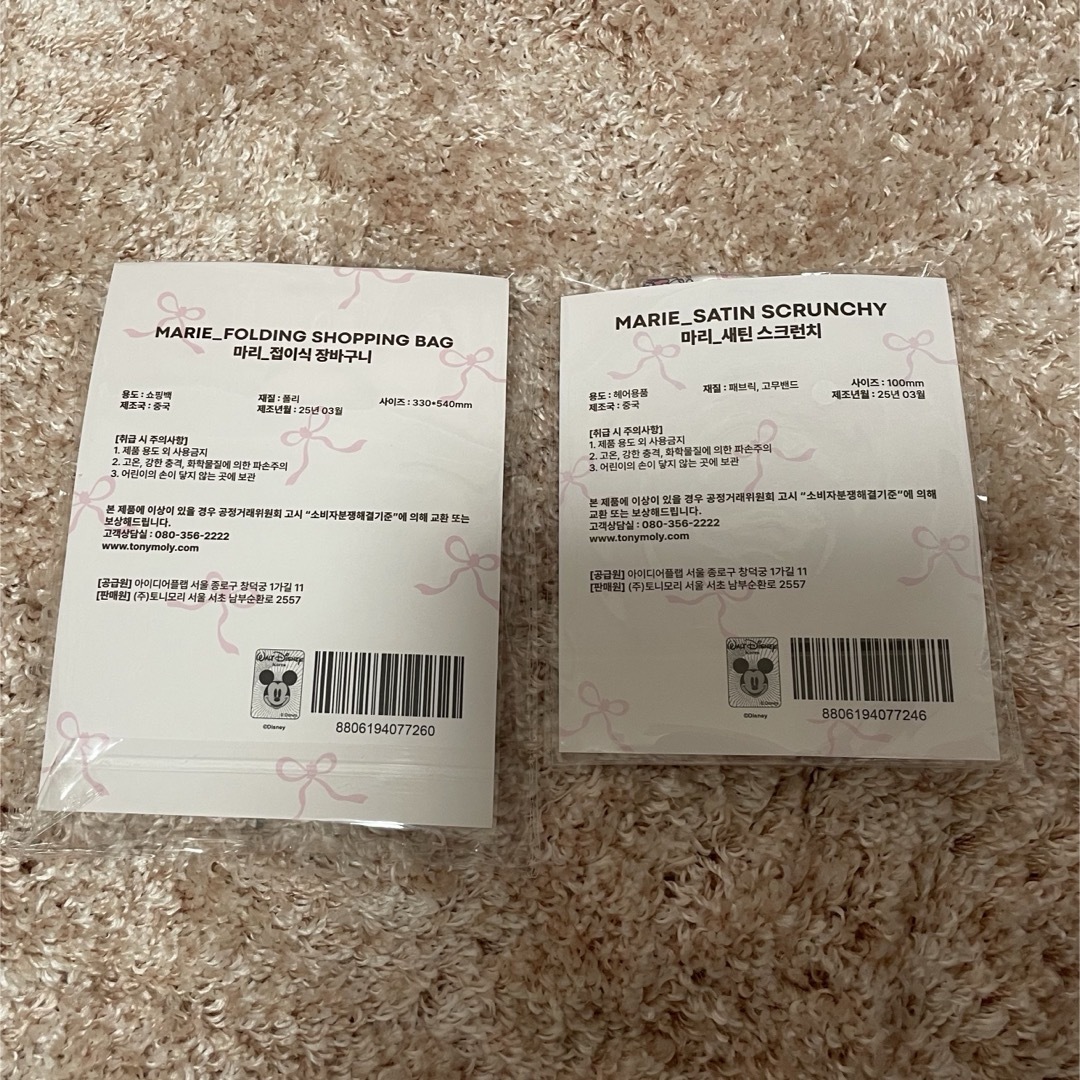 MARIE_FOLDING SHOPPING BAG
마리_접이식 장바구니
용도 : 쇼핑백 재질 : 폴리 사이즈 : 330*540mm
제조국 : 중국 제조년월 : 25년 03월
[취급 시 주의사항]
1. 제품 용도 외 사용금지
2. 고온, 강한 충격, 화학물질에 의한 파손주의
3. 어린이의 손이 닿지 않는 곳에 보관
본 제품에 이상이 있을 경우 공정거래위원회 고시 “소비자분쟁해결기준”에 의해 교환 또는
보상해드립니다.
고객상담실 : 080-356-2222
www.tonymoly.com
[공급원] 아이디어플랩 서울 종로구 창덕궁 1가길 11
[판매원] (주)토니모리 서울 서초 남부순환로 2557
WALT DISNEY
Korea
©Disney
©Disney
8806194077260
MARIE_SATIN SCRUNCHY
마리_새틴 스크런치
용도 : 헤어용품 재질 : 패브릭, 고무밴드 사이즈 : 100mm
제조국 : 중국 제조년월 : 25년 03월
[취급 시 주의사항]
1. 제품 용도 외 사용금지
2. 고온, 강한 충격, 화학물질에 의한 파손주의
3. 어린이의 손이 닿지 않는 곳에 보관
본 제품에 이상이 있을 경우 공정거래위원회 고시 “소비자분쟁해결기준”에 의해
교환 또는 보상해드립니다.
고객상담실 : 080-356-2222
www.tonymoly.com
[공급원] 아이디어플랩 서울 종로구 창덕궁 1가길 11
[판매원] (주)토니모리 서울 서초 남부순환로 2557
WALT DISNEY
Korea
©Disney
©Disney
8806194077246